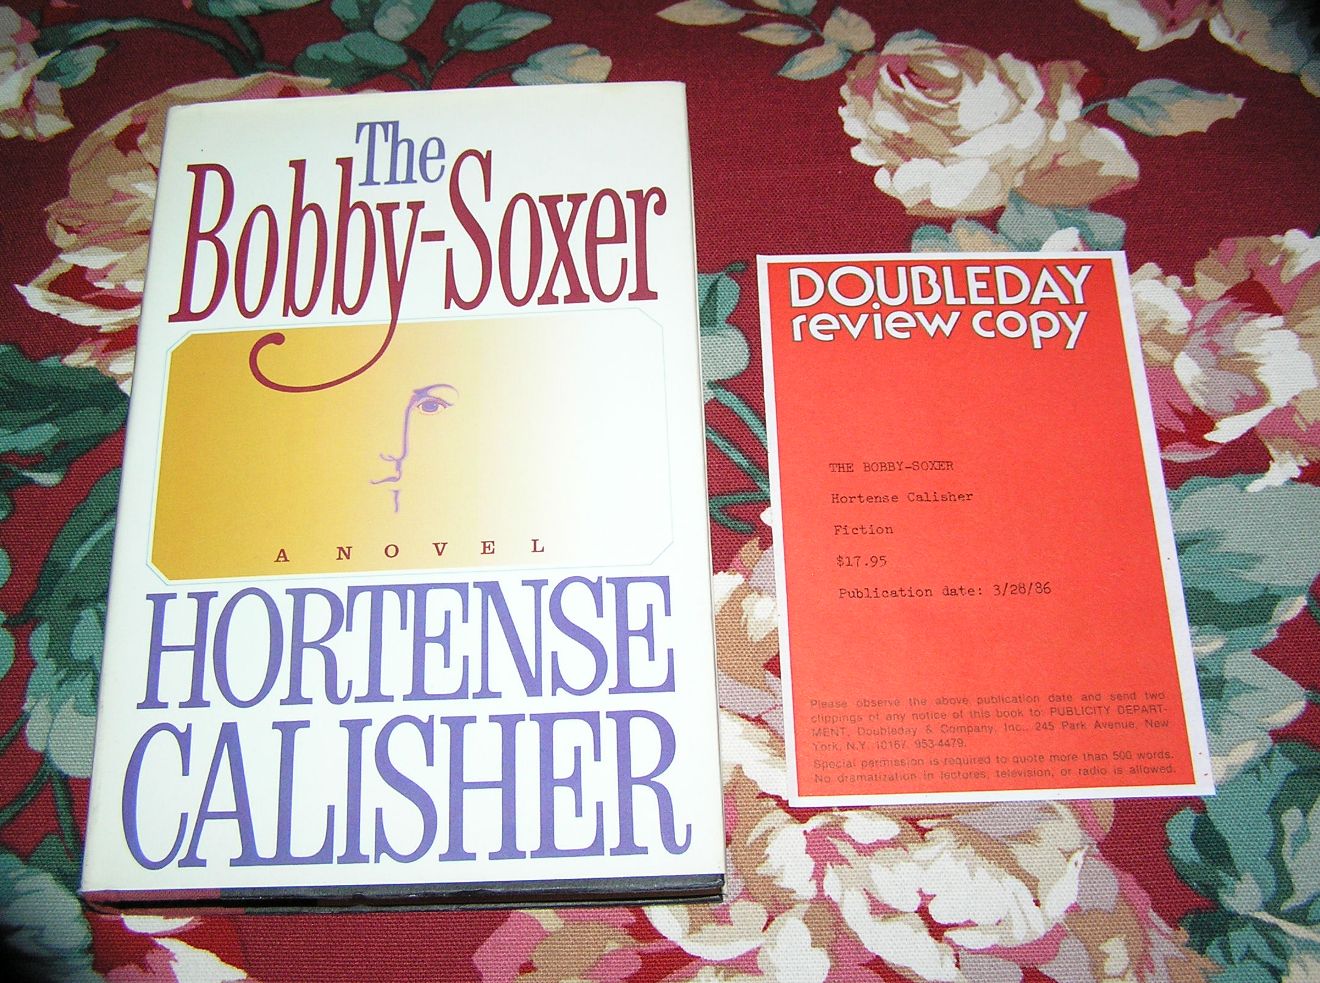 The
Bobby-Soxer
A NOVEL
HORTENSE
CALISHER
DOUBLEDAY
review copy
THE BOBBY-SOXER
Hortense Calisher
Fiction
$17.95
Publication date: 3/28/86
Please observe the above publication date and send two
clippings of any notice of this book to: PUBLICITY DEPART-
MENT, Doubleday & Company, Inc., 245 Park Avenue, New
York, N.Y. 10167. 953-4479.
Special permission is required to quote more than 500 words.
No dramatization in lectures, television, or radio is allowed.